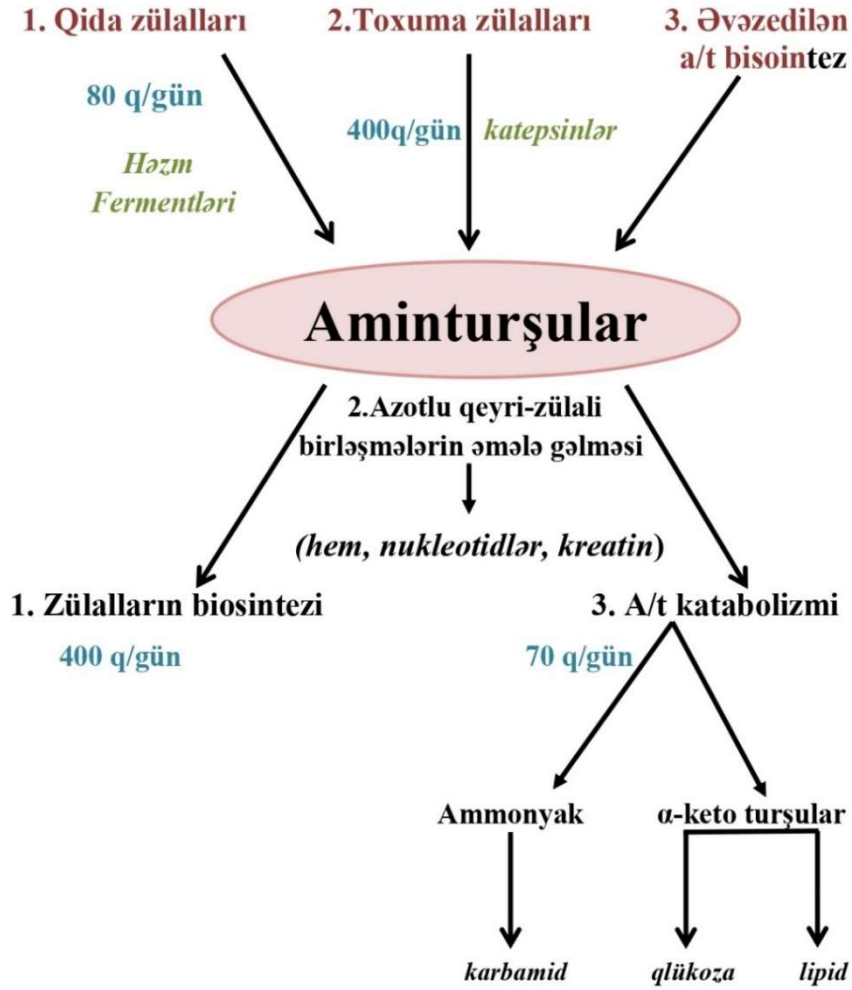 1. Qida zülalları
2.Toxuma zülalları
3. Əvəzedilən
a/t bisointez
80 q/gün
400q/gün
katepsinlər
Həzm
Fermentləri
Aminturşular
2.Azotlu qeyri-zülali
birləşmələrin əmələ gəlməsi
(hem, nukleotidlər, kreatin)
1. Zülalların biosintezi
3. A/t katabolizmi
400 q/gün
70 q/gün
Ammonyak
α-keto turşular
karbamid
qlükoza
lipid